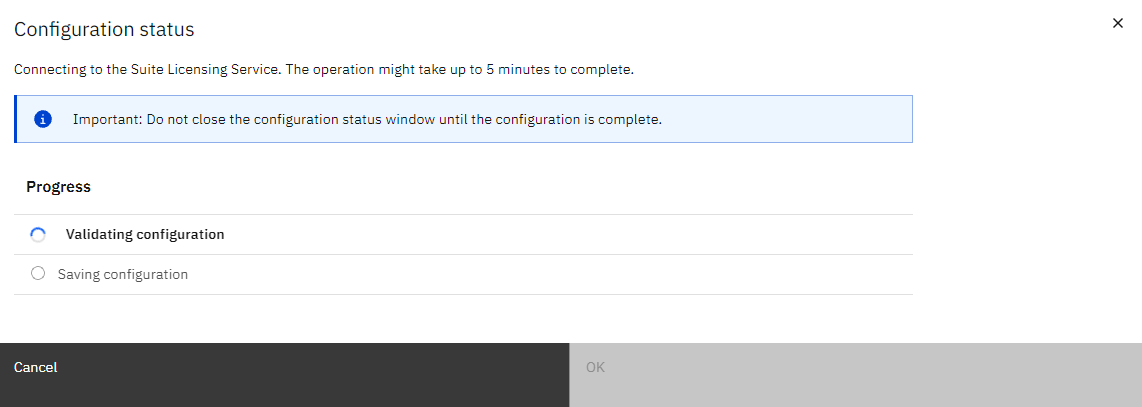 Configuration status
Connecting to the Suite Licensing Service. The operation might take up to 5 minutes to complete.
Important: Do not close the configuration status window until the configuration is complete.
Progress
Validating configuration
Saving configuration
Cancel
OK